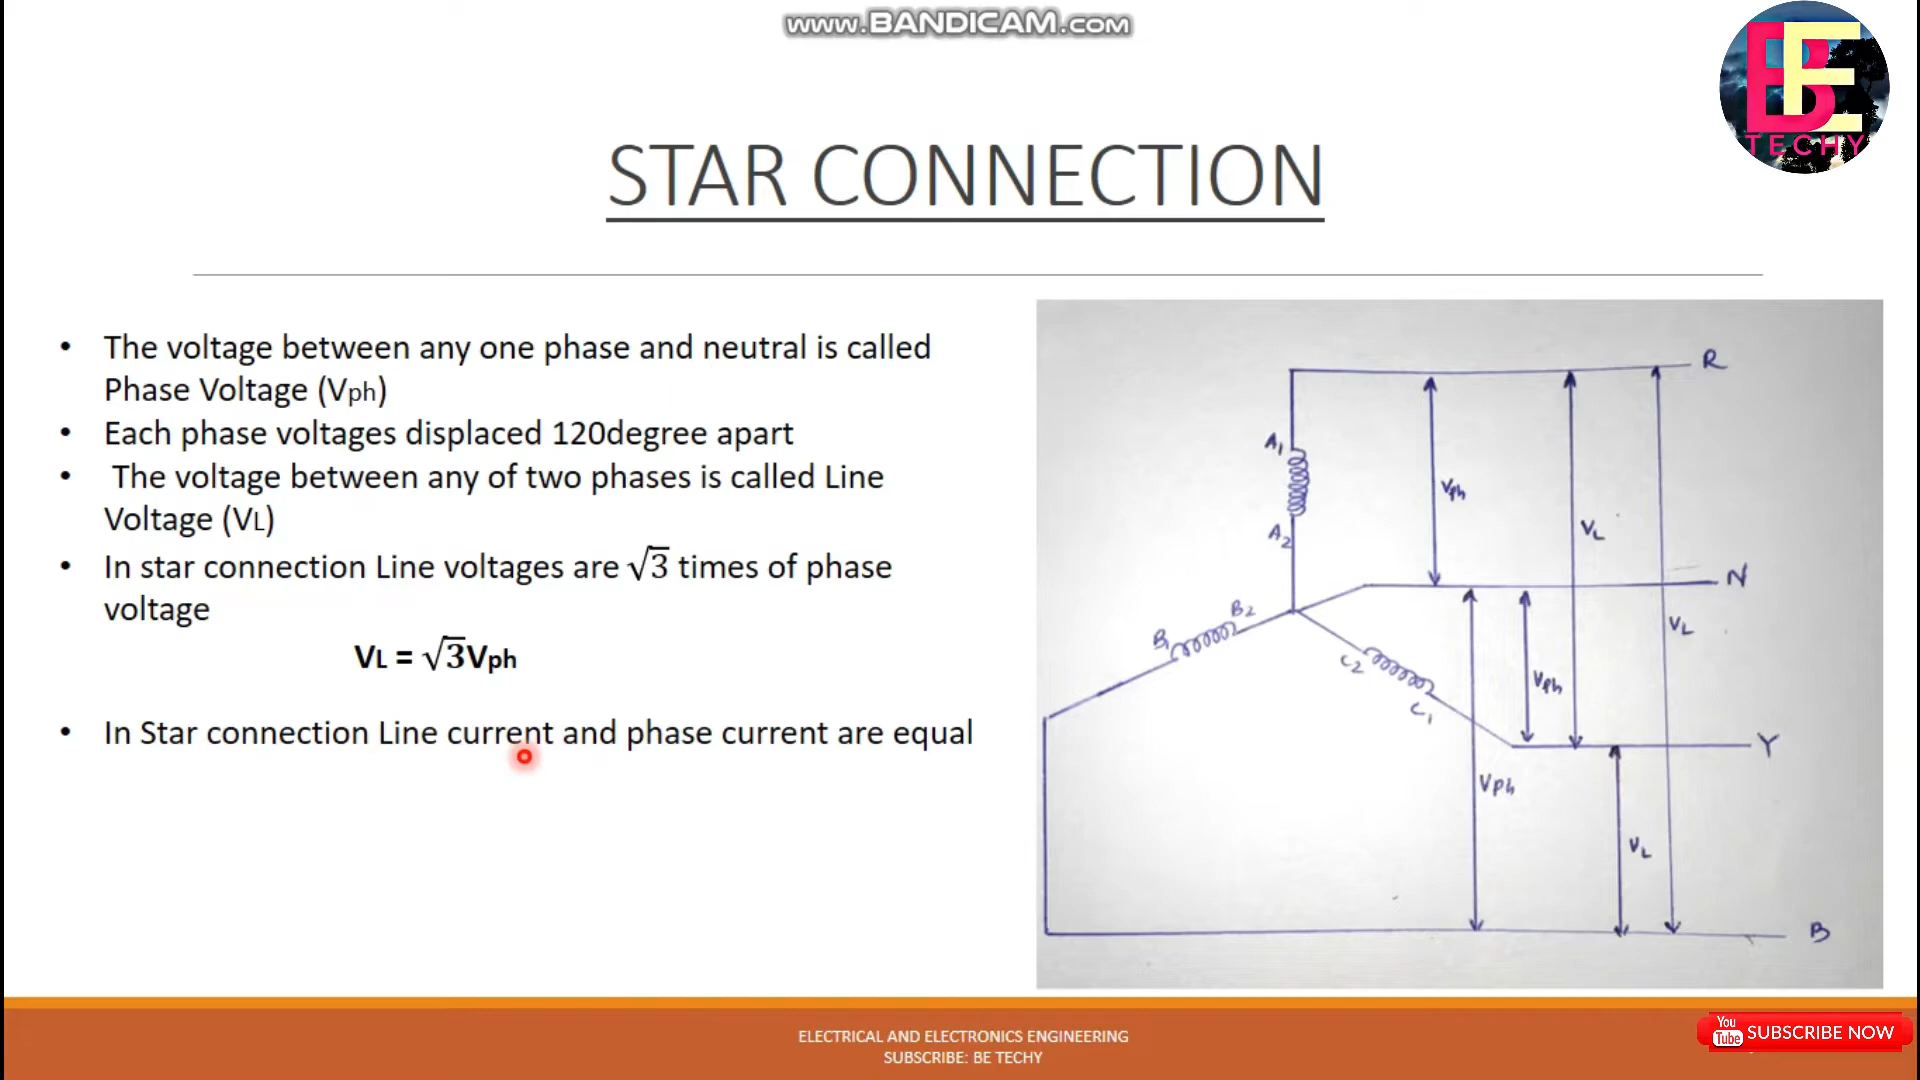 www.BANDICAM.com
BE
TECHY
STAR CONNECTION
• The voltage between any one phase and neutral is called
Phase Voltage (Vph)
• Each phase voltages displaced 120degree apart
• The voltage between any of two phases is called Line
Voltage (VL)
• In star connection Line voltages are √3 times of phase
voltage
VL = √3Vph
• In Star connection Line current and phase current are equal
R
A1
Vph
A2
VL
N
B2
B1
VL
C2
Vph
C1
Y
Vph
VL
B
ELECTRICAL AND ELECTRONICS ENGINEERING
SUBSCRIBE: BE TECHY
You
Tube
SUBSCRIBE NOW